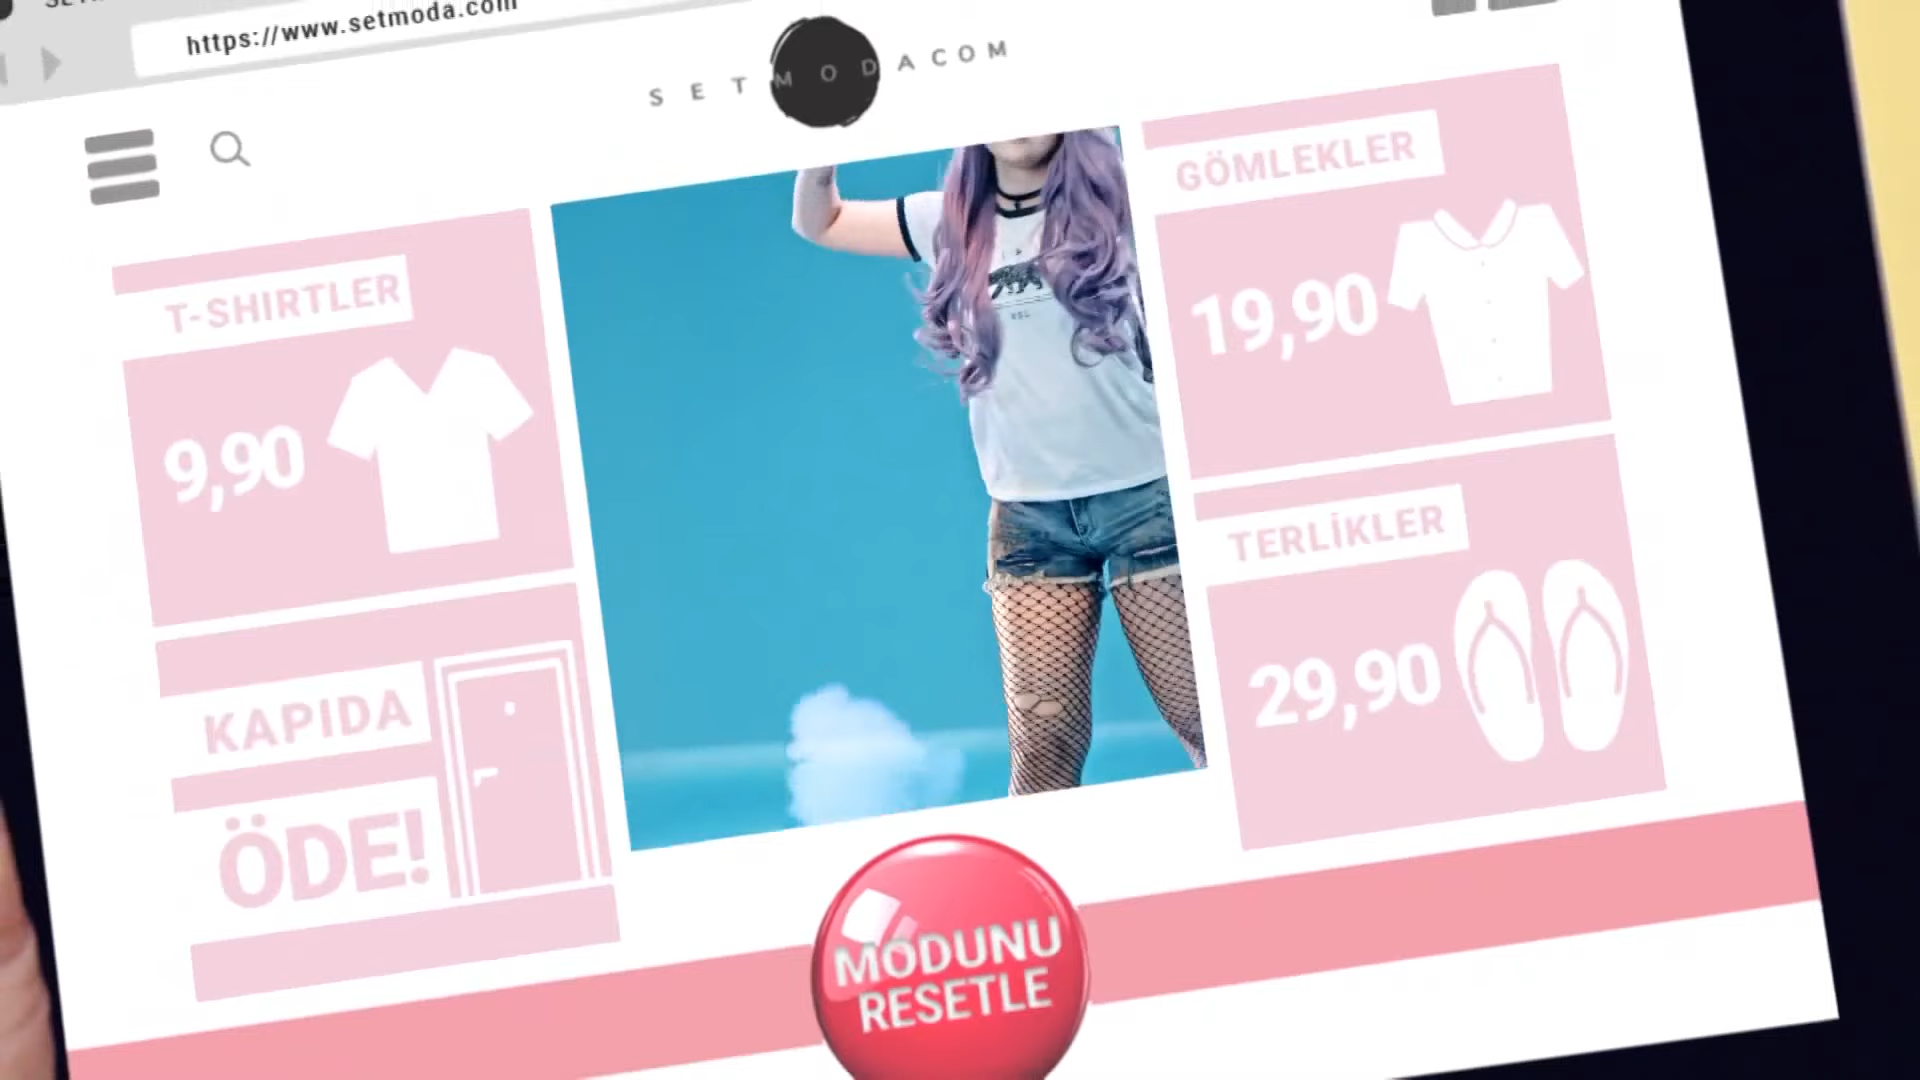 https://www.setmoda.com
SETMODACOM
T-SHIRTLER
9,90
KAPIDA
ÖDE!
GÖMLEKLER
19,90
TERLİKLER
29,90
MODUNU
RESETLE